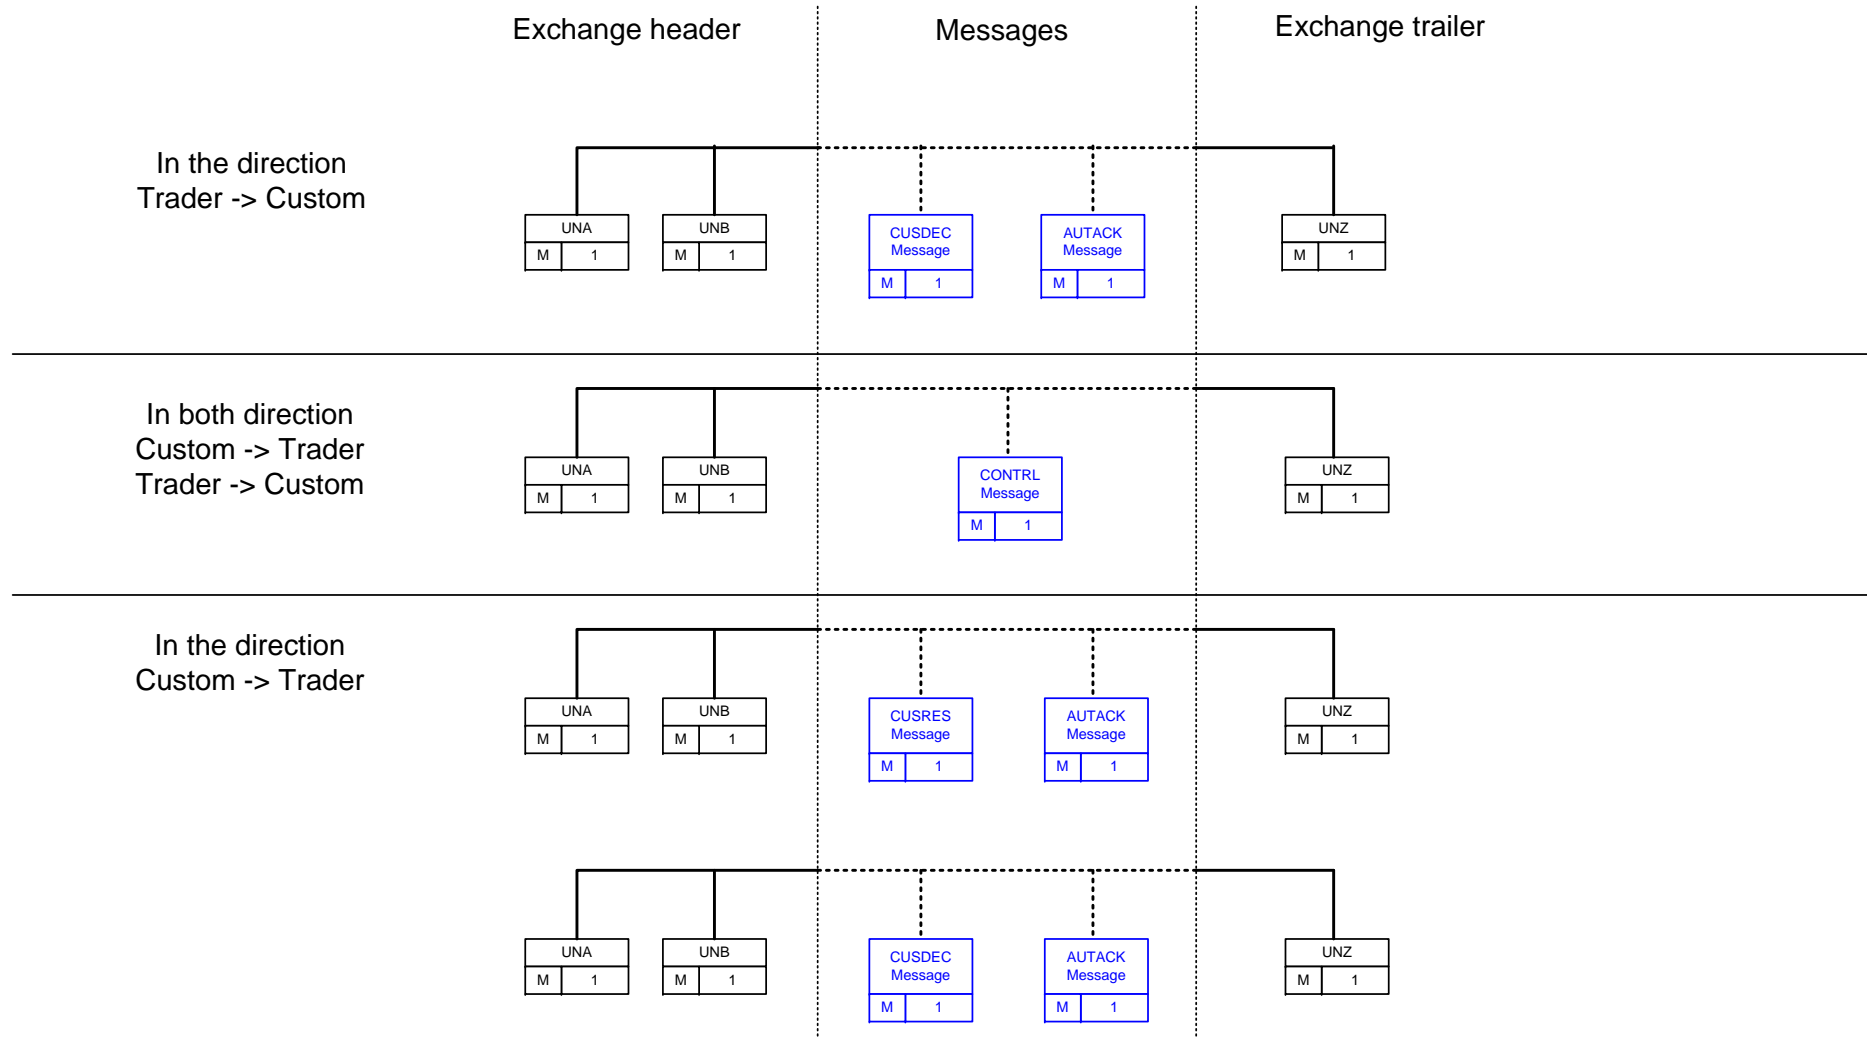 Exchange header
Messages
Exchange trailer
In the direction
Trader -> Custom
UNA
M 1
UNB
M 1
CUSDEC
Message
M 1
AUTACK
Message
M 1
UNZ
M 1
In both direction
Custom -> Trader
Trader -> Custom
UNA
M 1
UNB
M 1
CONTRL
Message
M 1
UNZ
M 1
In the direction
Custom -> Trader
UNA
M 1
UNB
M 1
CUSRES
Message
M 1
AUTACK
Message
M 1
UNZ
M 1
UNA
M 1
UNB
M 1
CUSDEC
Message
M 1
AUTACK
Message
M 1
UNZ
M 1